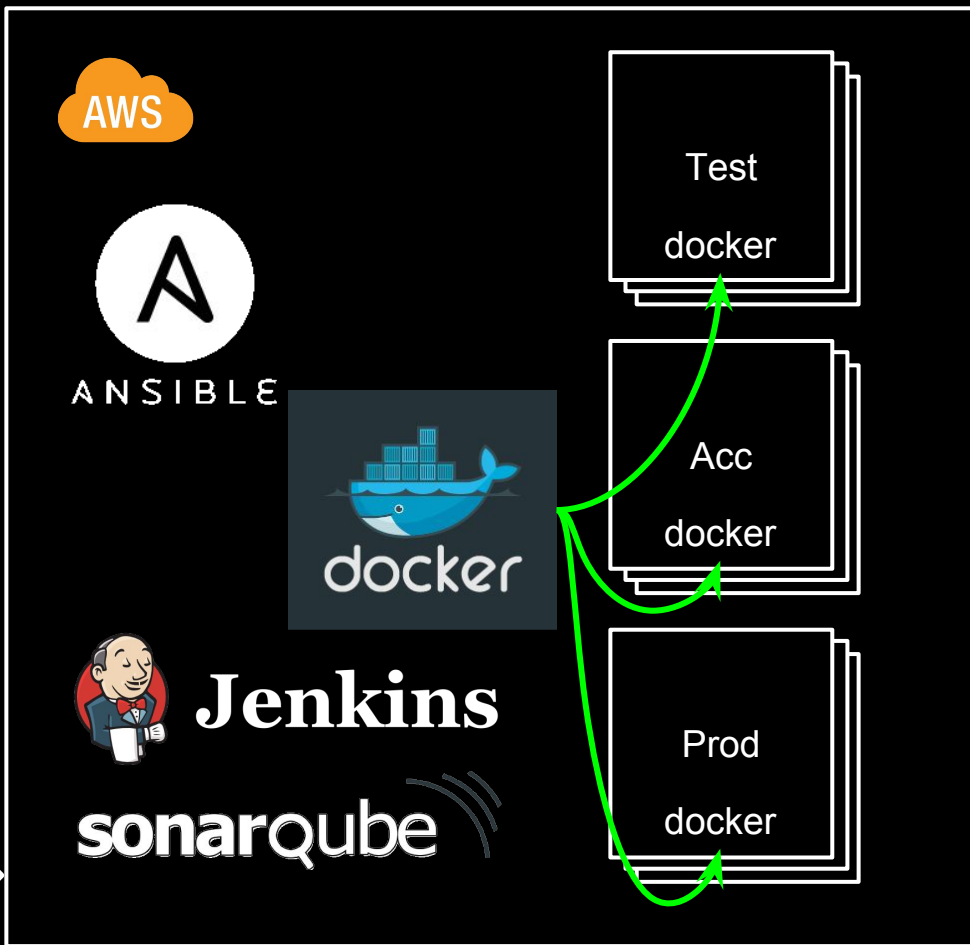 AWS
ANSIBLE
docker
Jenkins
sonarqube
Test
docker
Acc
docker
Prod
docker